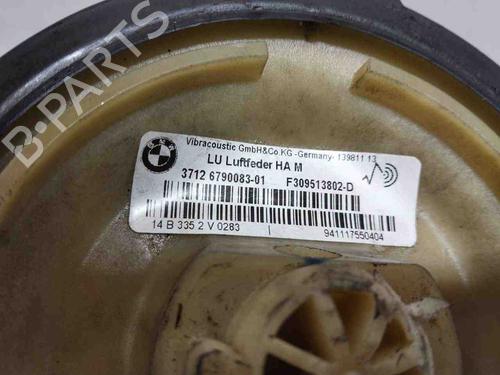 B-PARTS
BMW
Vibracoustic GmbH&Co.KG -Germany- 139811 13
LU Luftfeder HA M
3712 6790083-01 F309513802-D
14 B 335 2 V 0283 941117550404